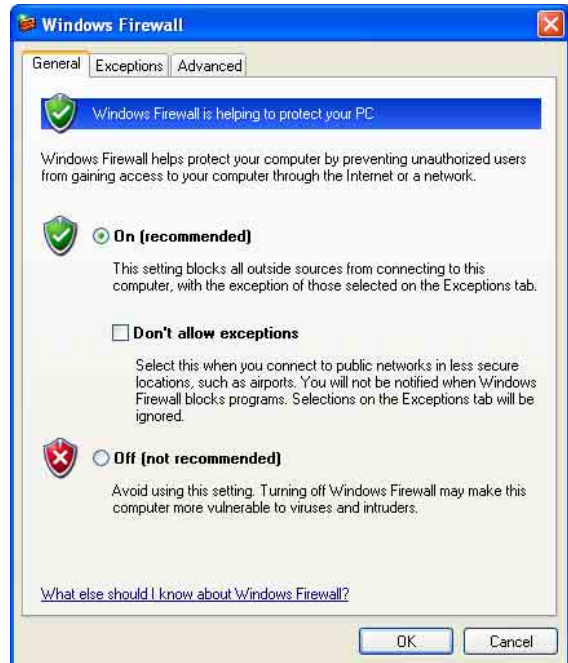 Windows Firewall
General Exceptions Advanced
Windows Firewall is helping to protect your PC
Windows Firewall helps protect your computer by preventing unauthorized users
from gaining access to your computer through the Internet or a network.
On (recommended)
This setting blocks all outside sources from connecting to this
computer, with the exception of those selected on the Exceptions tab.
Don't allow exceptions
Select this when you connect to public networks in less secure
locations, such as airports. You will not be notified when Windows
Firewall blocks programs. Selections on the Exceptions tab will be
ignored.
Off (not recommended)
Avoid using this setting. Turning off Windows Firewall may make this
computer more vulnerable to viruses and intruders.
What else should I know about Windows Firewall?
OK Cancel